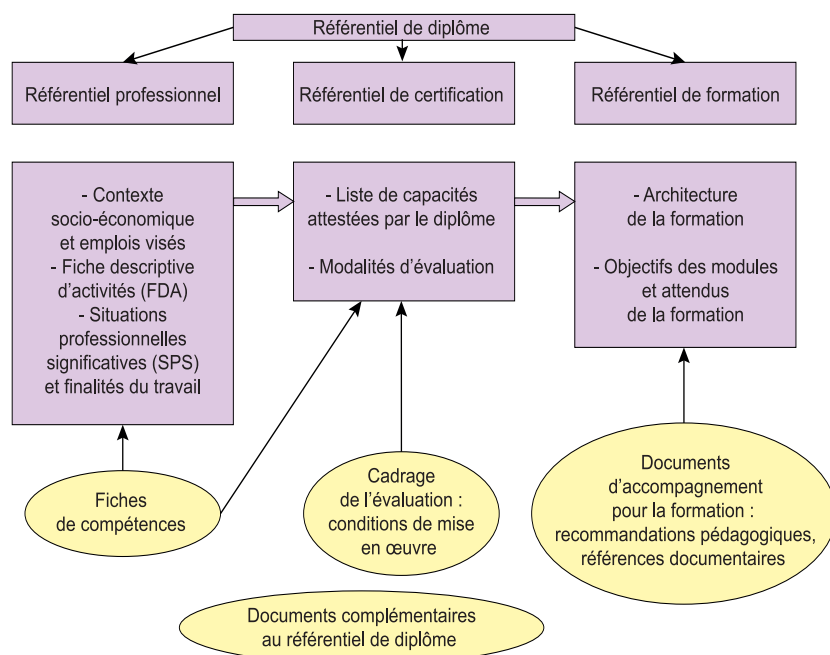 Référentiel de diplôme
Référentiel professionnel
Référentiel de certification
Référentiel de formation
- Contexte
socio-économique
et emplois visés
- Fiche descriptive
d'activités (FDA)
- Situations
professionnelles
significatives (SPS)
et finalités du travail
- Liste de capacités
attestées par le diplôme
- Modalités d'évaluation
- Architecture
de la formation
- Objectifs des modules
et attendus
de la formation
Fiches
de compétences
Cadrage
de l'évaluation :
conditions de mise
en œuvre
Documents
d'accompagnement
pour la formation :
recommandations pédagogiques,
références documentaires
Documents complémentaires
au référentiel de diplôme